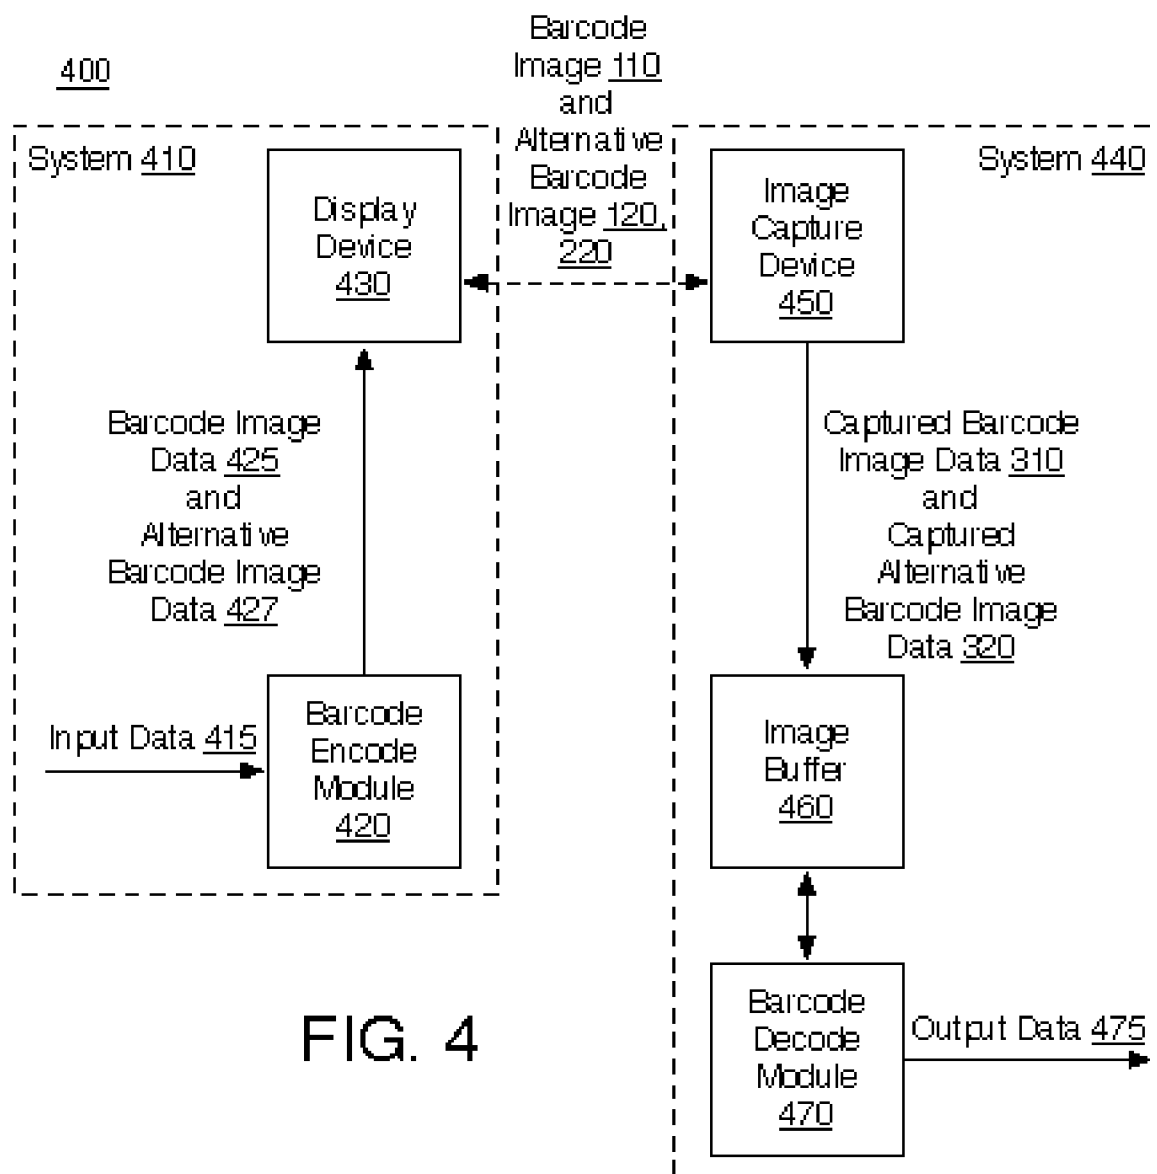 400
Barcode
Image 110
and
Alternative
Barcode
Image 120,
220
System 410
Display
Device
430
Barcode Image
Data 425
and
Alternative
Barcode Image
Data 427
Input Data 415
Barcode
Encode
Module
420
System 440
Image
Capture
Device
450
Captured Barcode
Image Data 310
and
Captured
Alternative
Barcode Image
Data 320
Image
Buffer
460
Barcode
Decode
Module
470
Output Data 475
FIG. 4